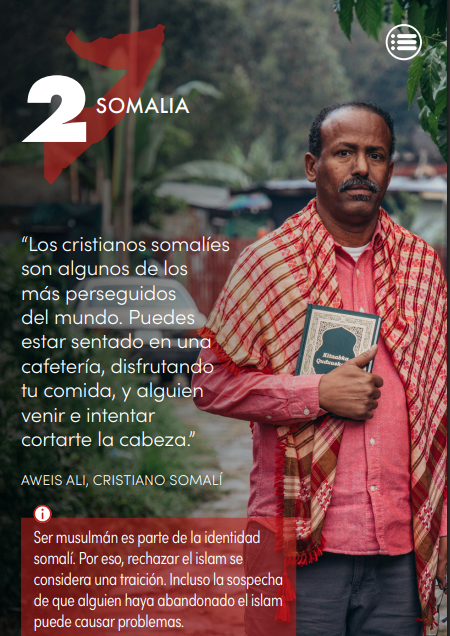 2 SOMALIA
“Los cristianos somalíes
son algunos de los
más perseguidos
del mundo. Puedes
estar sentado en una
cafetería, disfrutando
tu comida, y alguien
venir e intentar
cortarte la cabeza.”
AWEIS ALI, CRISTIANO SOMALÍ
i
Ser musulmán es parte de la identidad
somalí. Por eso, rechazar el islam se
considera una traición. Incluso la sospecha
de que alguien haya abandonado el islam
puede causar problemas.
Kitaabka